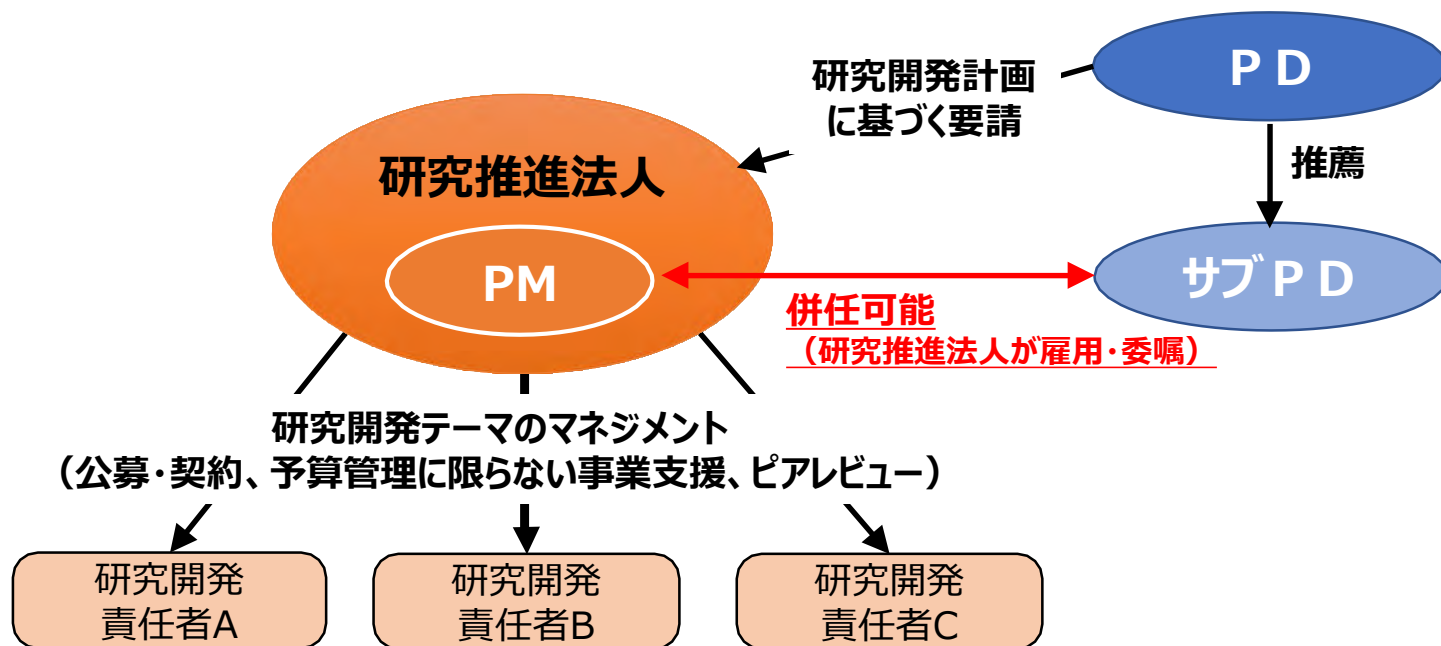 ＰＤ
研究開発計画
に基づく要請
推薦
研究推進法人
PM
サブＰＤ
併任可能
（研究推進法人が雇用・委嘱）
研究開発テーマのマネジメント
（公募・契約、予算管理に限らない事業支援、ピアレビュー）
研究開発
責任者A
研究開発
責任者B
研究開発
責任者C